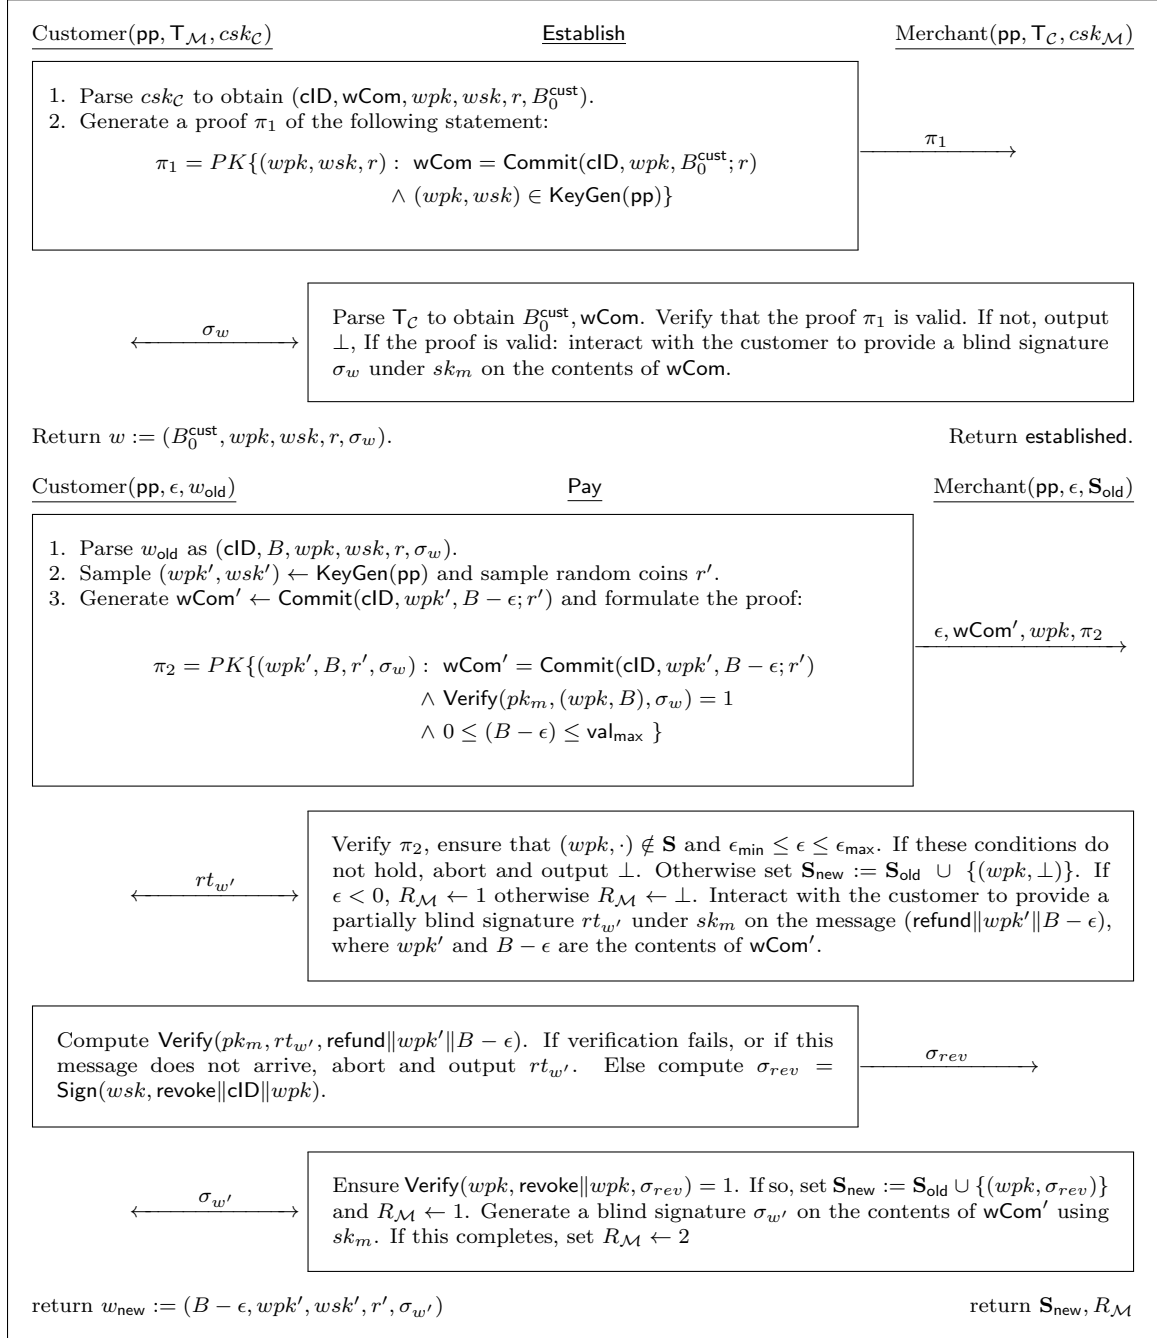 Customer(pp, T_M, csk_C) Establish Merchant(pp, T_C, csk_M)
1. Parse csk_C to obtain (cID, wCom, wpk, wsk, r, B_0^cust).
2. Generate a proof π_1 of the following statement:
π_1 = PK{(wpk, wsk, r) : wCom = Commit(cID, wpk, B_0^cust; r)
∧ (wpk, wsk) ∈ KeyGen(pp)}
π_1
σ_w
Parse T_C to obtain B_0^cust, wCom. Verify that the proof π_1 is valid. If not, output
⊥, If the proof is valid: interact with the customer to provide a blind signature
σ_w under sk_m on the contents of wCom.
Return w := (B_0^cust, wpk, wsk, r, σ_w). Return established.
Customer(pp, ϵ, w_old) Pay Merchant(pp, ϵ, S_old)
1. Parse w_old as (cID, B, wpk, wsk, r, σ_w).
2. Sample (wpk′, wsk′) ← KeyGen(pp) and sample random coins r′.
3. Generate wCom′ ← Commit(cID, wpk′, B − ϵ; r′) and formulate the proof:
π_2 = PK{(wpk′, B, r′, σ_w) : wCom′ = Commit(cID, wpk′, B − ϵ; r′)
∧ Verify(pk_m, (wpk, B), σ_w) = 1
∧ 0 ≤ (B − ϵ) ≤ val_max }
ϵ, wCom′, wpk, π_2
rt_w′
Verify π_2, ensure that (wpk, ·) ∉ S and ϵ_min ≤ ϵ ≤ ϵ_max. If these conditions do
not hold, abort and output ⊥. Otherwise set S_new := S_old ∪ {(wpk, ⊥)}. If
ϵ < 0, R_M ← 1 otherwise R_M ← ⊥. Interact with the customer to provide a
partially blind signature rt_w′ under sk_m on the message (refund∥wpk′∥B − ϵ),
where wpk′ and B − ϵ are the contents of wCom′.
Compute Verify(pk_m, rt_w′, refund∥wpk′∥B − ϵ). If verification fails, or if this
message does not arrive, abort and output rt_w′. Else compute σ_rev =
Sign(wsk, revoke∥cID∥wpk).
σ_rev
σ_w′
Ensure Verify(wpk, revoke∥wpk, σ_rev) = 1. If so, set S_new := S_old ∪ {(wpk, σ_rev)}
and R_M ← 1. Generate a blind signature σ_w′ on the contents of wCom′ using
sk_m. If this completes, set R_M ← 2
return w_new := (B − ϵ, wpk′, wsk′, r′, σ_w′) return S_new, R_M